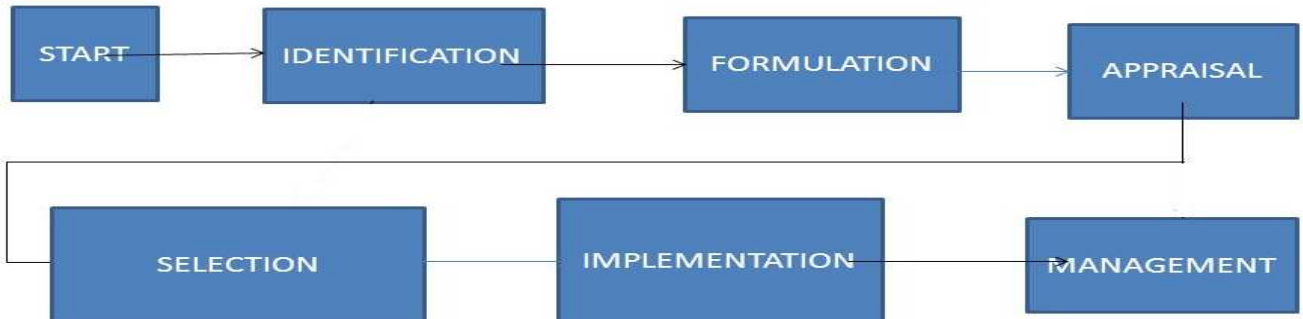 START
IDENTIFICATION
FORMULATION
APPRAISAL
SELECTION
IMPLEMENTATION
MANAGEMENT